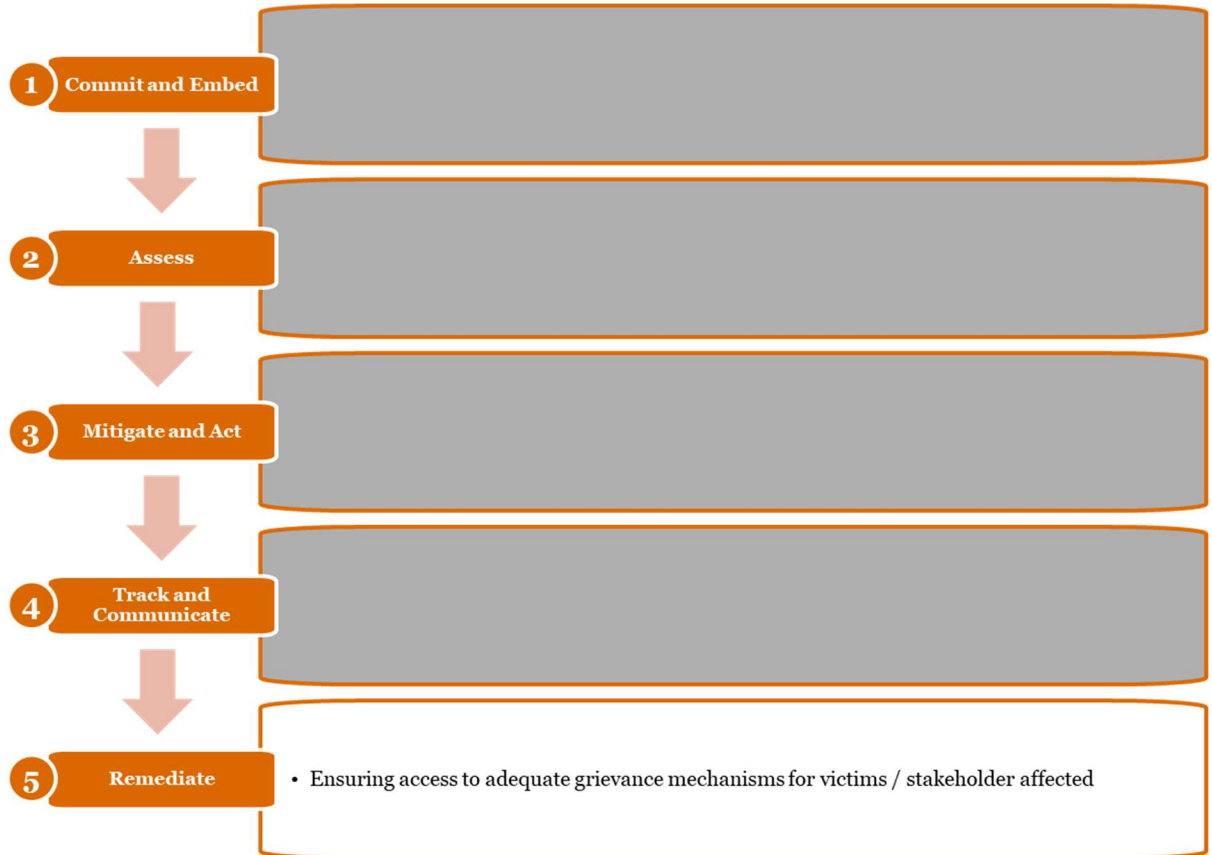 1 Commit and Embed
2 Assess
3 Mitigate and Act
4 Track and
Communicate
5 Remediate
• Ensuring access to adequate grievance mechanisms for victims / stakeholder affected